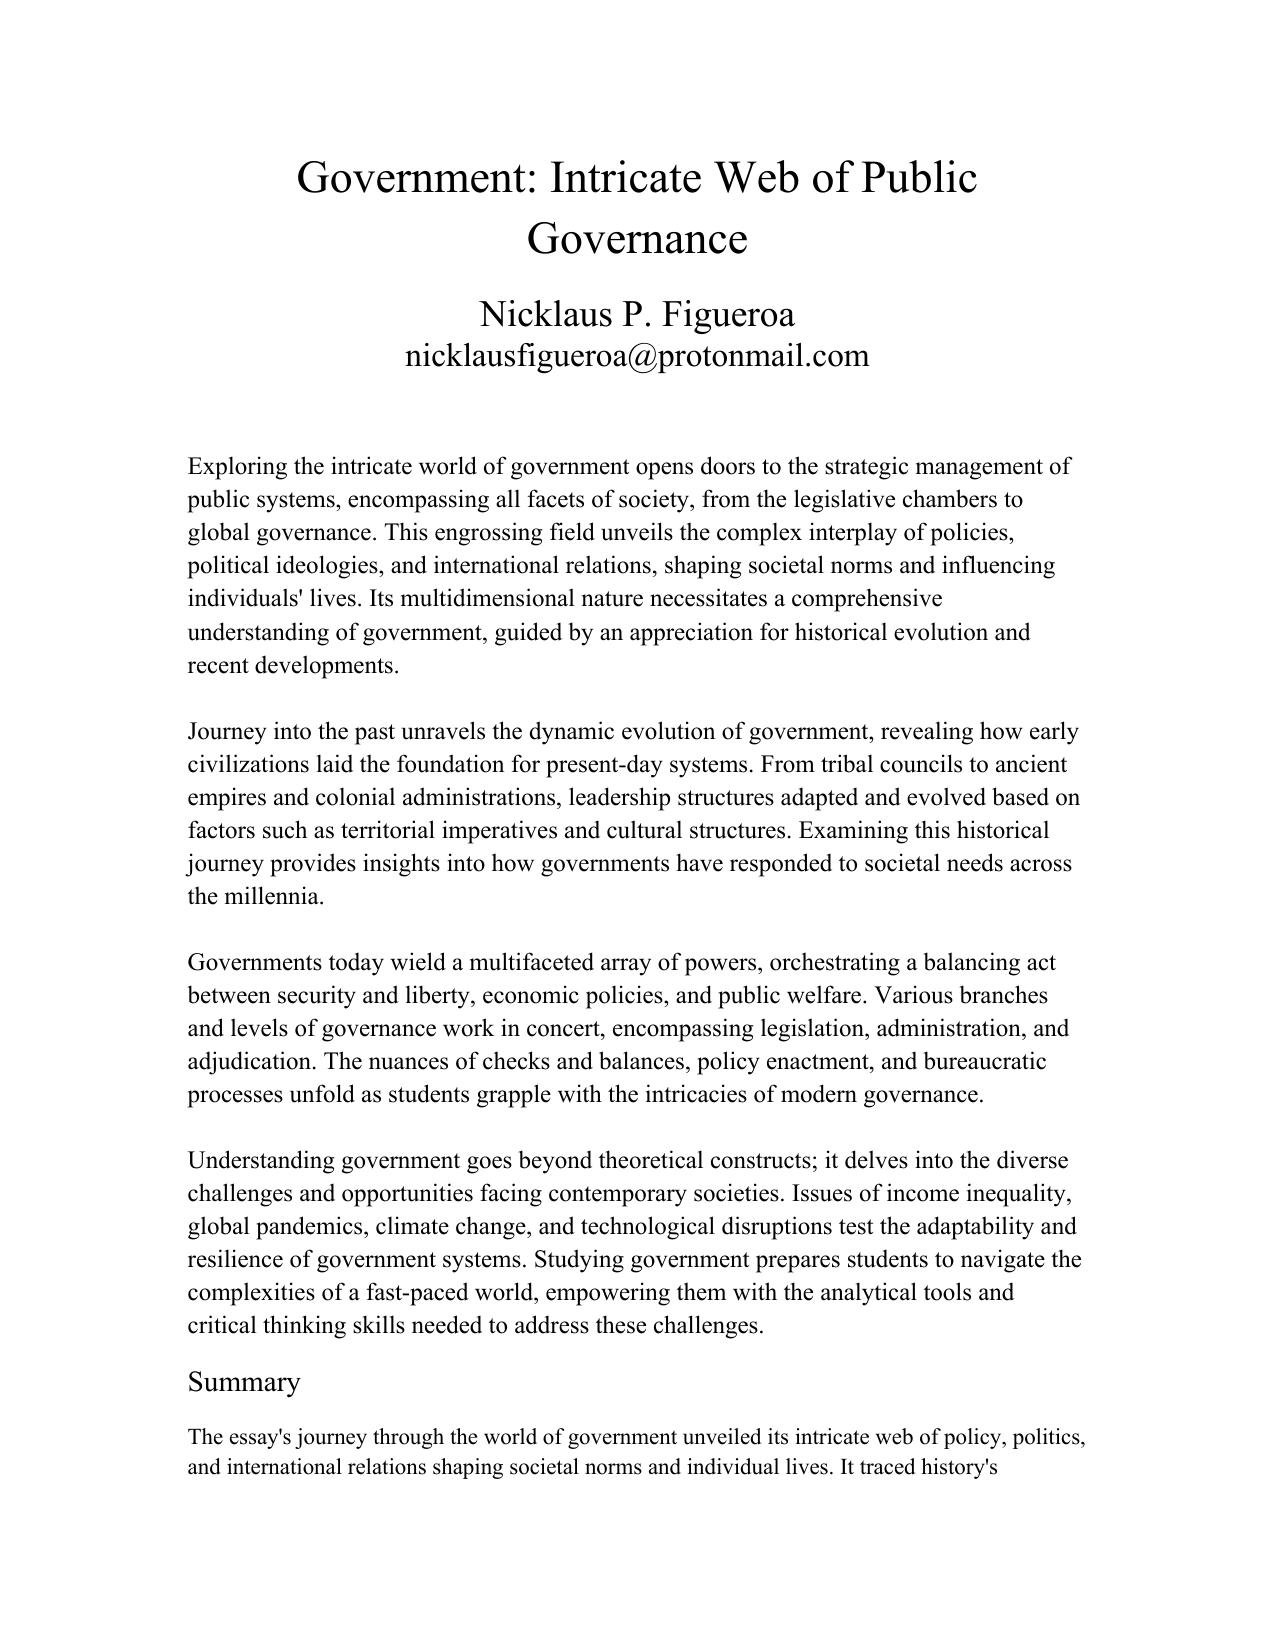 Government: Intricate Web of Public
Governance
Nicklaus P. Figueroa
nicklausfigueroa@protonmail.com
Exploring the intricate world of government opens doors to the strategic management of
public systems, encompassing all facets of society, from the legislative chambers to
global governance. This engrossing field unveils the complex interplay of policies,
political ideologies, and international relations, shaping societal norms and influencing
individuals' lives. Its multidimensional nature necessitates a comprehensive
understanding of government, guided by an appreciation for historical evolution and
recent developments.
Journey into the past unravels the dynamic evolution of government, revealing how early
civilizations laid the foundation for present-day systems. From tribal councils to ancient
empires and colonial administrations, leadership structures adapted and evolved based on
factors such as territorial imperatives and cultural structures. Examining this historical
journey provides insights into how governments have responded to societal needs across
the millennia.
Governments today wield a multifaceted array of powers, orchestrating a balancing act
between security and liberty, economic policies, and public welfare. Various branches
and levels of governance work in concert, encompassing legislation, administration, and
adjudication. The nuances of checks and balances, policy enactment, and bureaucratic
processes unfold as students grapple with the intricacies of modern governance.
Understanding government goes beyond theoretical constructs; it delves into the diverse
challenges and opportunities facing contemporary societies. Issues of income inequality,
global pandemics, climate change, and technological disruptions test the adaptability and
resilience of government systems. Studying government prepares students to navigate the
complexities of a fast-paced world, empowering them with the analytical tools and
critical thinking skills needed to address these challenges.
Summary
The essay's journey through the world of government unveiled its intricate web of policy, politics,
and international relations shaping societal norms and individual lives. It traced history's